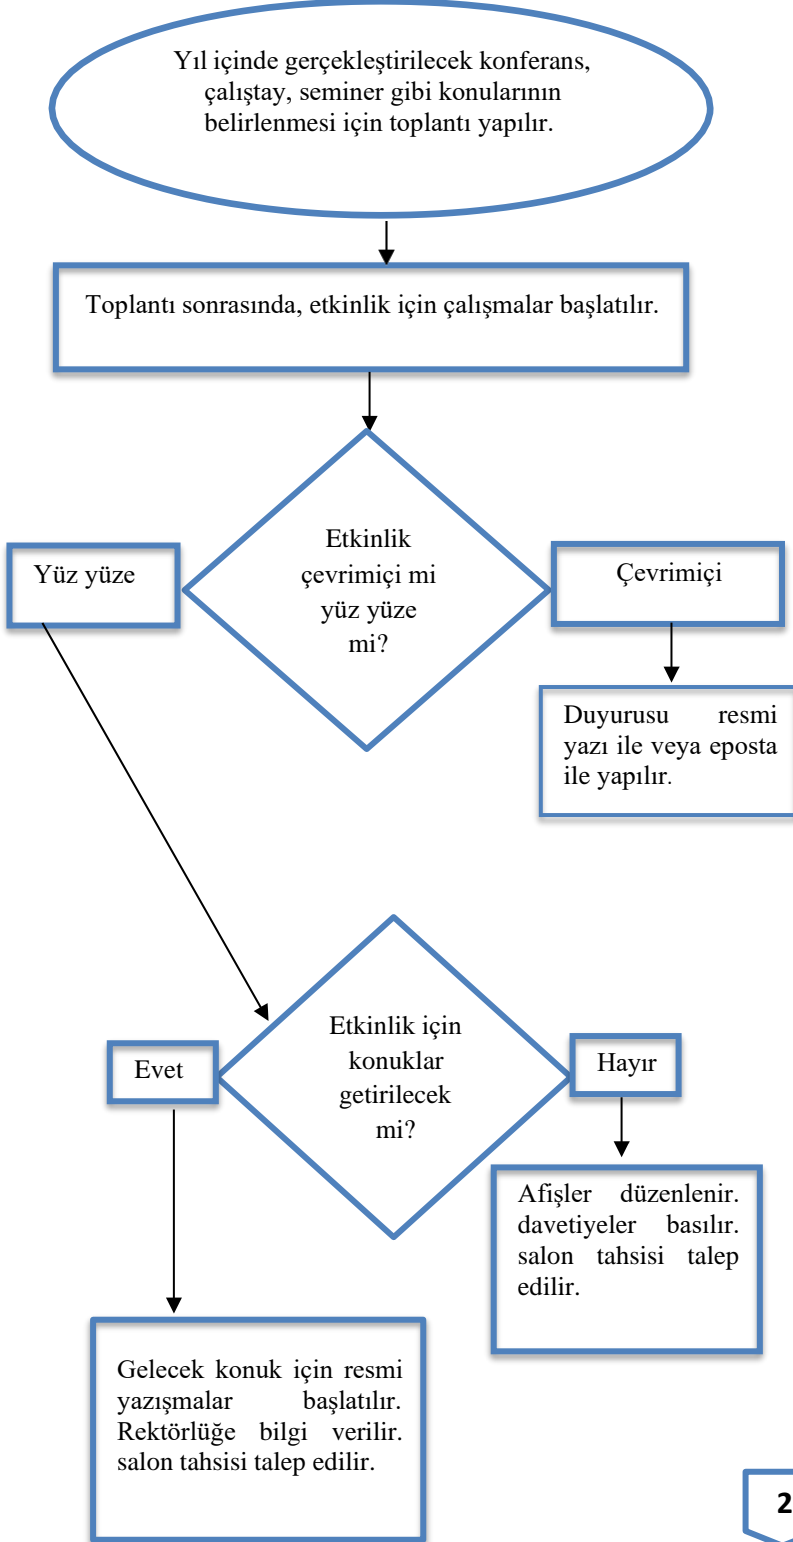 Yıl içinde gerçekleştirilecek konferans,
çalıştay, seminer gibi konularının
belirlenmesi için toplantı yapılır.
Toplantı sonrasında, etkinlik için çalışmalar başlatılır.
Etkinlik
çevrimiçi mi
yüz yüze
mi?
Yüz yüze
Çevrimiçi
Duyurusu resmi
yazı ile veya eposta
ile yapılır.
Etkinlik için
konuklar
getirilecek
mi?
Evet
Hayır
Afişler düzenlenir.
davetiyeler basılır.
salon tahsisi talep
edilir.
Gelecek konuk için resmi
yazışmalar başlatılır.
Rektörlüğe bilgi verilir.
salon tahsisi talep edilir.
2